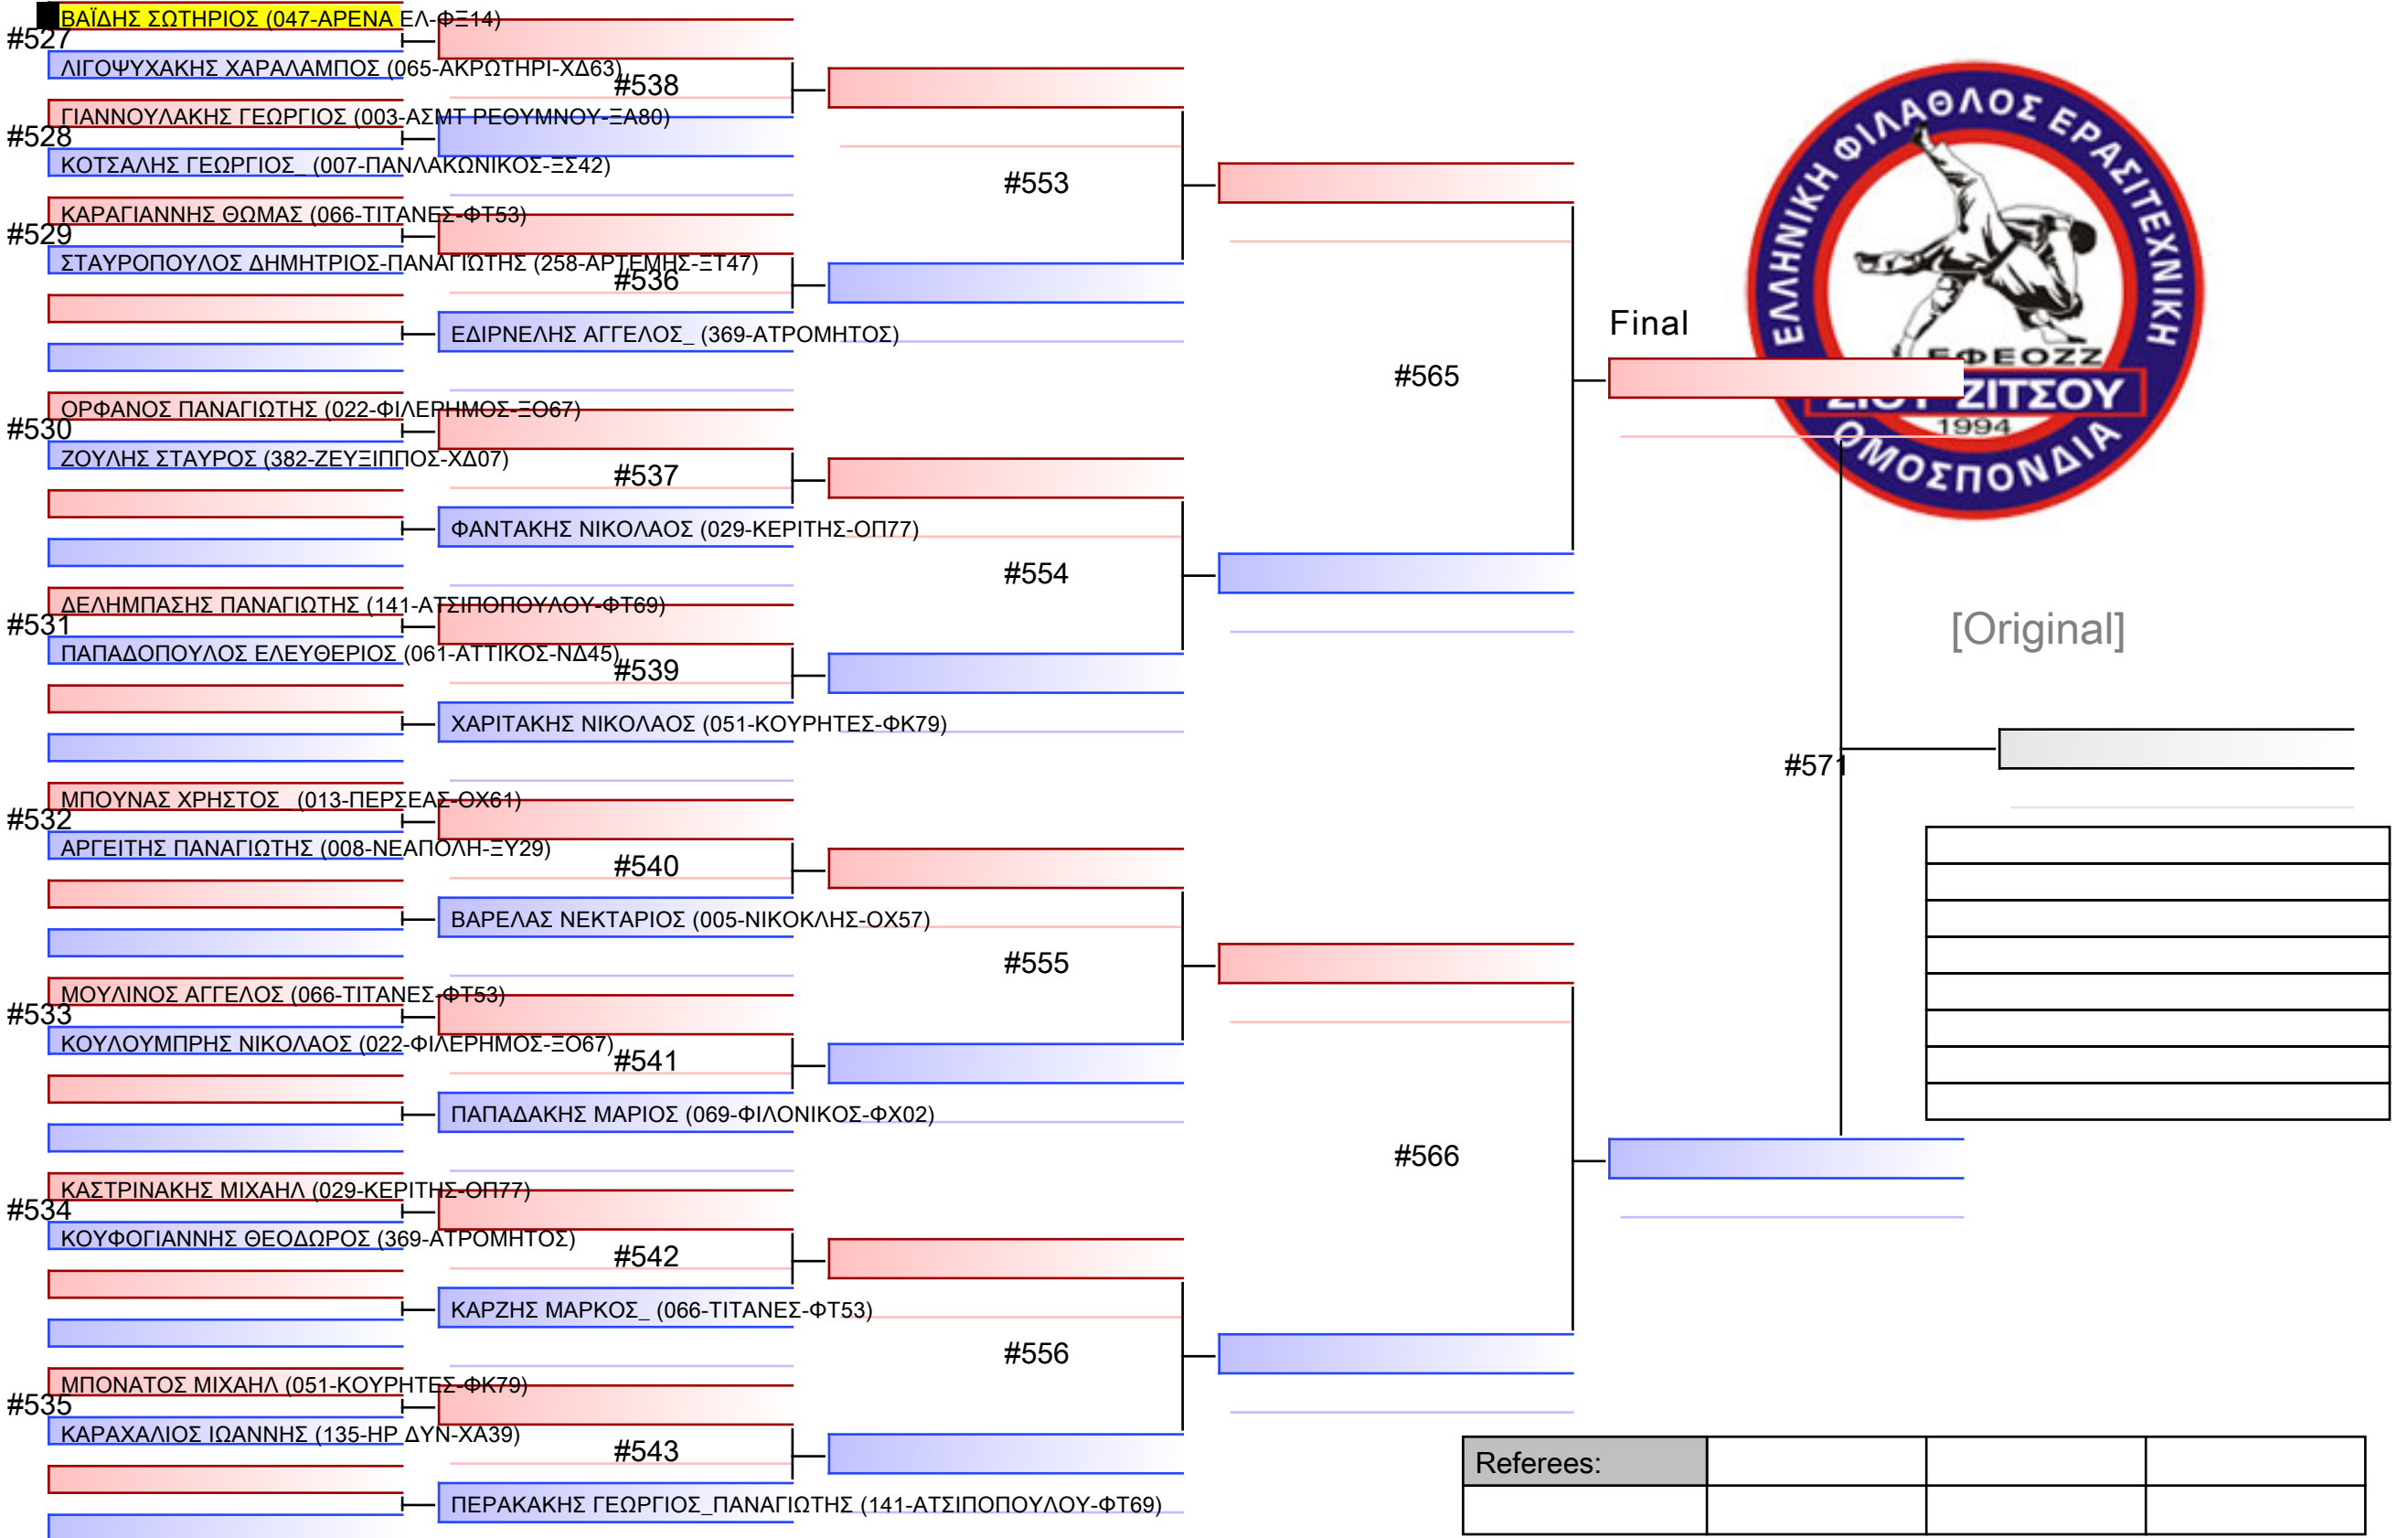 ΒΑΪΔΗΣ ΣΩΤΗΡΙΟΣ (047-ΑΡΕΝΑ ΕΛ-ΦΞ14)
#527
ΛΙΓΟΨΥΧΑΚΗΣ ΧΑΡΑΛΑΜΠΟΣ (065-ΑΚΡΩΤΗΡΙ-ΧΔ63)
#538
ΓΙΑΝΝΟΥΛΑΚΗΣ ΓΕΩΡΓΙΟΣ (003-ΑΣΜΤ ΡΕΘΥΜΝΟΥ-ΞΑ80)
#528
ΚΟΤΣΑΛΗΣ ΓΕΩΡΓΙΟΣ_ (007-ΠΑΝΛΑΚΩΝΙΚΟΣ-ΞΣ42)
#553
ΚΑΡΑΓΙΑΝΝΗΣ ΘΩΜΑΣ (066-ΤΙΤΑΝΕΣ-ΦΤ53)
#529
ΣΤΑΥΡΟΠΟΥΛΟΣ ΔΗΜΗΤΡΙΟΣ-ΠΑΝΑΓΙΩΤΗΣ (258-ΑΡΤΕΜΗΣ-ΞΤ47)
#536
ΕΔΙΡΝΕΛΗΣ ΑΓΓΕΛΟΣ_ (369-ΑΤΡΟΜΗΤΟΣ)
#565
Final
ΕΛΛΗΝΙΚΗ ΦΙΛΑΘΛΟΣ ΕΡΑΣΙΤΕΧΝΙΚΗ
ΕΦΕΟΖΖ
ΖΙΟΥ ΖΙΤΣΟΥ
1994
ΟΜΟΣΠΟΝΔΙΑ
ΟΡΦΑΝΟΣ ΠΑΝΑΓΙΩΤΗΣ (022-ΦΙΛΕΡΗΜΟΣ-ΞΟ67)
#530
ΖΟΥΛΗΣ ΣΤΑΥΡΟΣ (382-ΖΕΥΞΙΠΠΟΣ-ΧΔ07)
#537
ΦΑΝΤΑΚΗΣ ΝΙΚΟΛΑΟΣ (029-ΚΕΡΙΤΗΣ-ΟΠ77)
#554
ΔΕΛΗΜΠΑΣΗΣ ΠΑΝΑΓΙΩΤΗΣ (141-ΑΤΣΙΠΟΠΟΥΛΟΥ-ΦΤ69)
#531
ΠΑΠΑΔΟΠΟΥΛΟΣ ΕΛΕΥΘΕΡΙΟΣ (061-ΑΤΤΙΚΟΣ-ΝΔ45)
#539
[Original]
ΧΑΡΙΤΑΚΗΣ ΝΙΚΟΛΑΟΣ (051-ΚΟΥΡΗΤΕΣ-ΦΚ79)
#571
ΜΠΟΥΝΑΣ ΧΡΗΣΤΟΣ_ (013-ΠΕΡΣΕΑΣ-ΟΧ61)
#532
ΑΡΓΕΙΤΗΣ ΠΑΝΑΓΙΩΤΗΣ (008-ΝΕΑΠΟΛΗ-ΞΥ29)
#540
ΒΑΡΕΛΑΣ ΝΕΚΤΑΡΙΟΣ (005-ΝΙΚΟΚΛΗΣ-ΟΧ57)
#555
ΜΟΥΛΙΝΟΣ ΑΓΓΕΛΟΣ (066-ΤΙΤΑΝΕΣ-ΦΤ53)
#533
ΚΟΥΛΟΥΜΠΡΗΣ ΝΙΚΟΛΑΟΣ (022-ΦΙΛΕΡΗΜΟΣ-ΞΟ67)
#541
ΠΑΠΑΔΑΚΗΣ ΜΑΡΙΟΣ (069-ΦΙΛΟΝΙΚΟΣ-ΦΧ02)
#566
ΚΑΣΤΡΙΝΑΚΗΣ ΜΙΧΑΗΛ (029-ΚΕΡΙΤΗΣ-ΟΠ77)
#534
ΚΟΥΦΟΓΙΑΝΝΗΣ ΘΕΟΔΩΡΟΣ (369-ΑΤΡΟΜΗΤΟΣ)
#542
ΚΑΡΖΗΣ ΜΑΡΚΟΣ_ (066-ΤΙΤΑΝΕΣ-ΦΤ53)
#556
ΜΠΟΝΑΤΟΣ ΜΙΧΑΗΛ (051-ΚΟΥΡΗΤΕΣ-ΦΚ79)
#535
ΚΑΡΑΧΑΛΙΟΣ ΙΩΑΝΝΗΣ (135-ΗΡ ΔΥΝ-ΧΑ39)
#543
ΠΕΡΑΚΑΚΗΣ ΓΕΩΡΓΙΟΣ_ΠΑΝΑΓΙΩΤΗΣ (141-ΑΤΣΙΠΟΠΟΥΛΟΥ-ΦΤ69)
Referees: